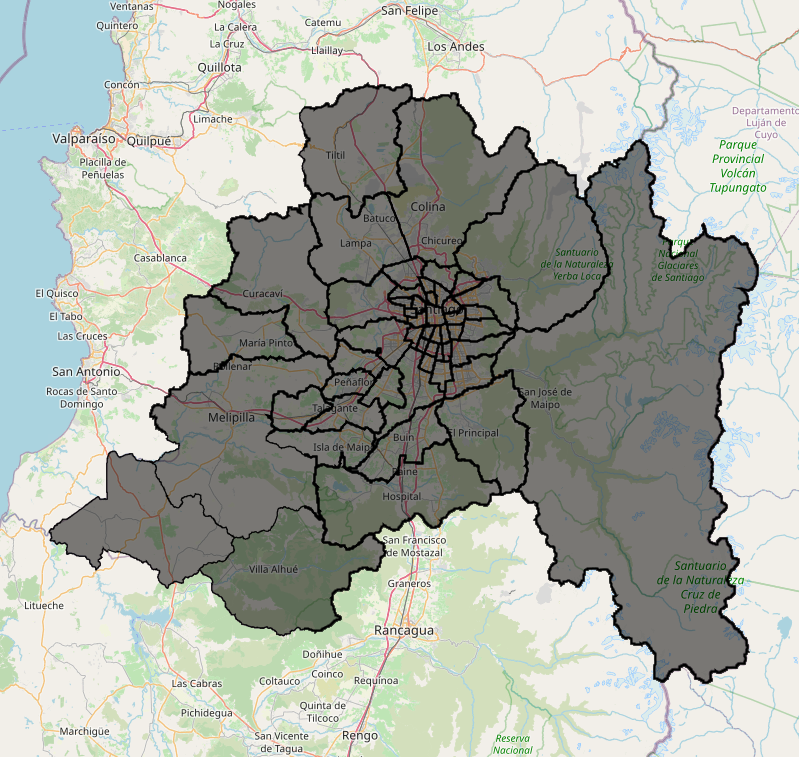 Ventanas
Nogales
San Felipe
Quintero
La Calera
Catemu
La Cruz
Llaillay
Los Andes
Quillota
Concón
Limache
Departamento
Luján de
Cuyo
Valparaíso
Quilpué
Parque
Provincial
Volcán
Tupungato
Placilla de
Peñuelas
Tiltil
Colina
Batuco
Lampa
Chicureo
Casablanca
Santuario
de la Naturaleza
Yerba Loca
Parque
Nacional
Glaciares
de Santiago
El Quisco
Curacaví
El Tabo
Las Cruces
María Pinto
San Antonio
Rocas de Santo
Domingo
Peñaflor
Talagante
San José de
Maipo
Melipilla
Buin
El Principal
Isla de Maipo
Paine
Hospital
San Francisco
de Mostazal
Villa Alhué
Santuario
de la Naturaleza
Cruz de
Piedra
Graneros
Litueche
Rancagua
Doñihue
Coinco
Las Cabras
Coltauco
Requínoa
Pichidegua
Quinta de
Tilcoco
Marchigüe
San Vicente
de Tagua
Rengo
Reserva
Nacional